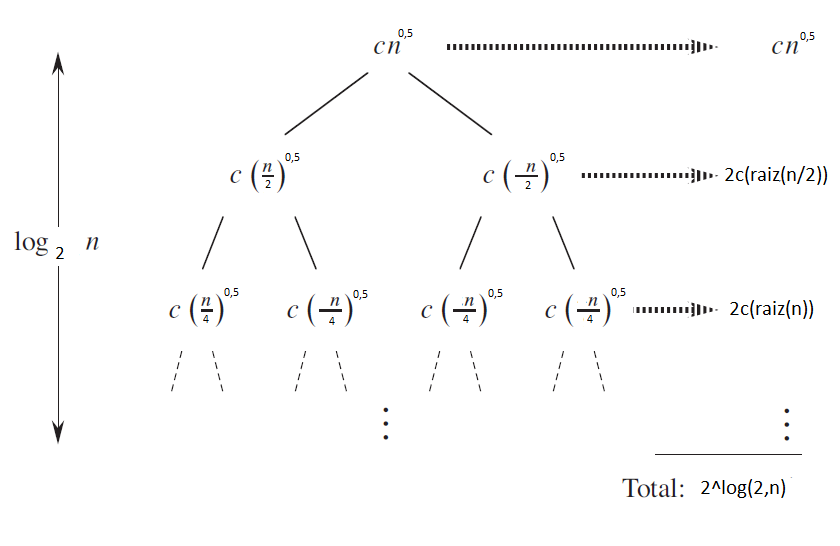 cn^0,5 cn^0,5
c (n/2)^0,5 c (n/2)^0,5 2c(raiz(n/2))
log₂ n
c (n/4)^0,5 c (n/4)^0,5 c (n/4)^0,5 c (n/4)^0,5 2c(raiz(n))
Total: 2^log(2,n)